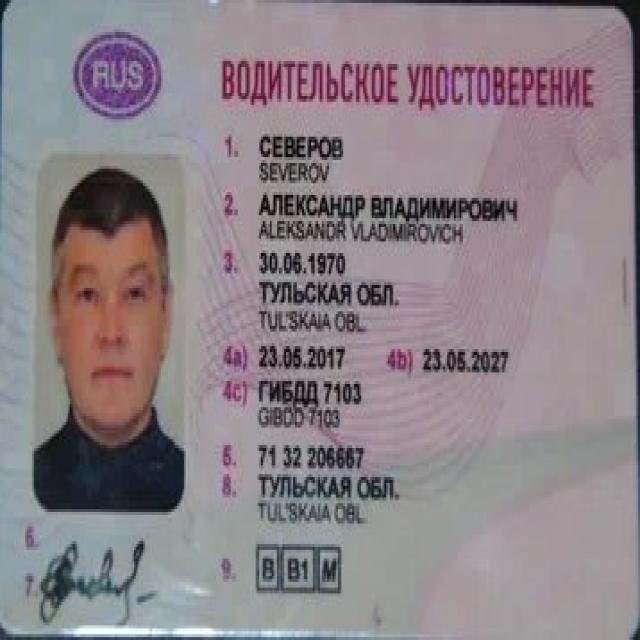 RUS
ВОДИТЕЛЬСКОЕ УДОСТОВЕРЕНИЕ
1. СЕВЕРОВ
SEVEROV
2. АЛЕКСАНДР ВЛАДИМИРОВИЧ
ALEKSANDR VLADIMIROVICH
3. 30.06.1970
ТУЛЬСКАЯ ОБЛ.
TUL'SKAIA OBL.
4a) 23.05.2017 4b) 23.05.2027
4c) ГИБДД 7103
GIBDD 7103
5. 71 32 206667
8. ТУЛЬСКАЯ ОБЛ.
TUL'SKAIA OBL.
6.
7.
9. B B1 M